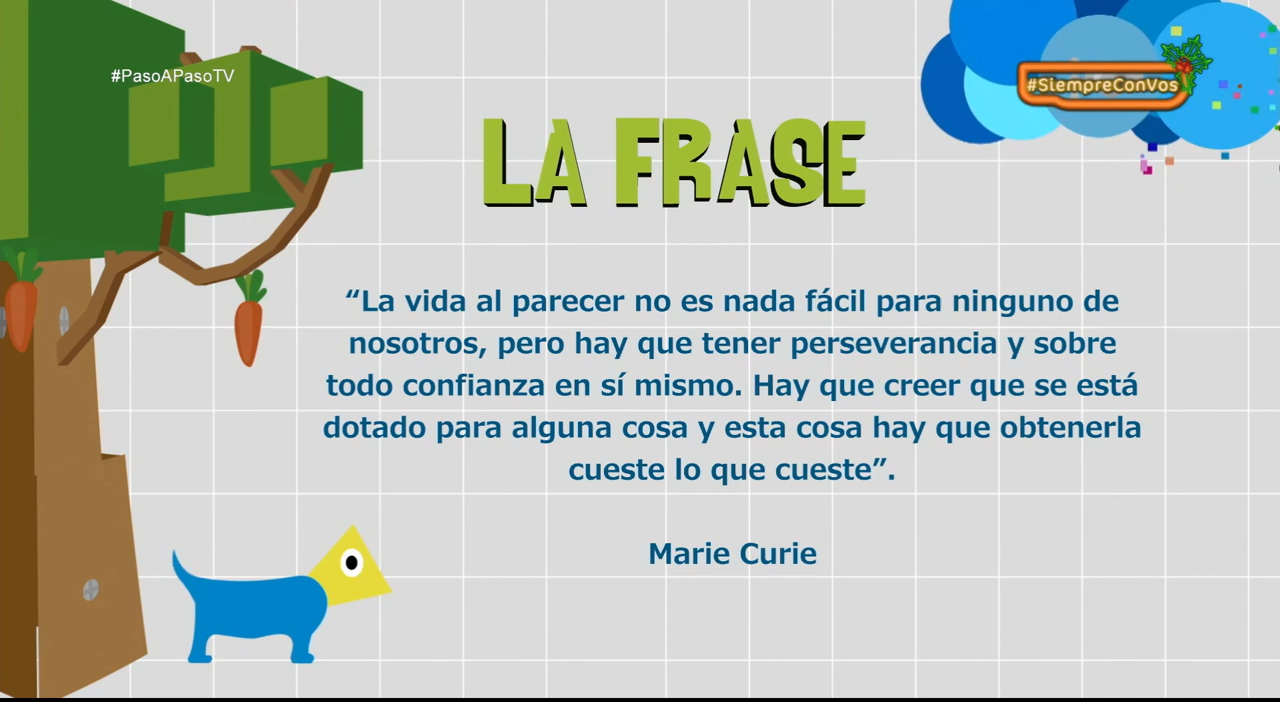 #PasoAPasoTV
#SiempreConVos
LA FRASE
“La vida al parecer no es nada fácil para ninguno de
nosotros, pero hay que tener perseverancia y sobre
todo confianza en sí mismo. Hay que creer que se está
dotado para alguna cosa y esta cosa hay que obtenerla
cueste lo que cueste”.
Marie Curie